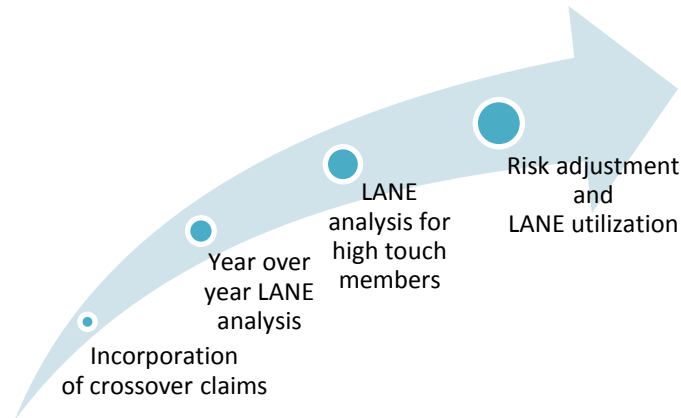 Incorporation
of crossover claims
Year over
year LANE
analysis
LANE
analysis for
high touch
members
Risk adjustment
and
LANE utilization